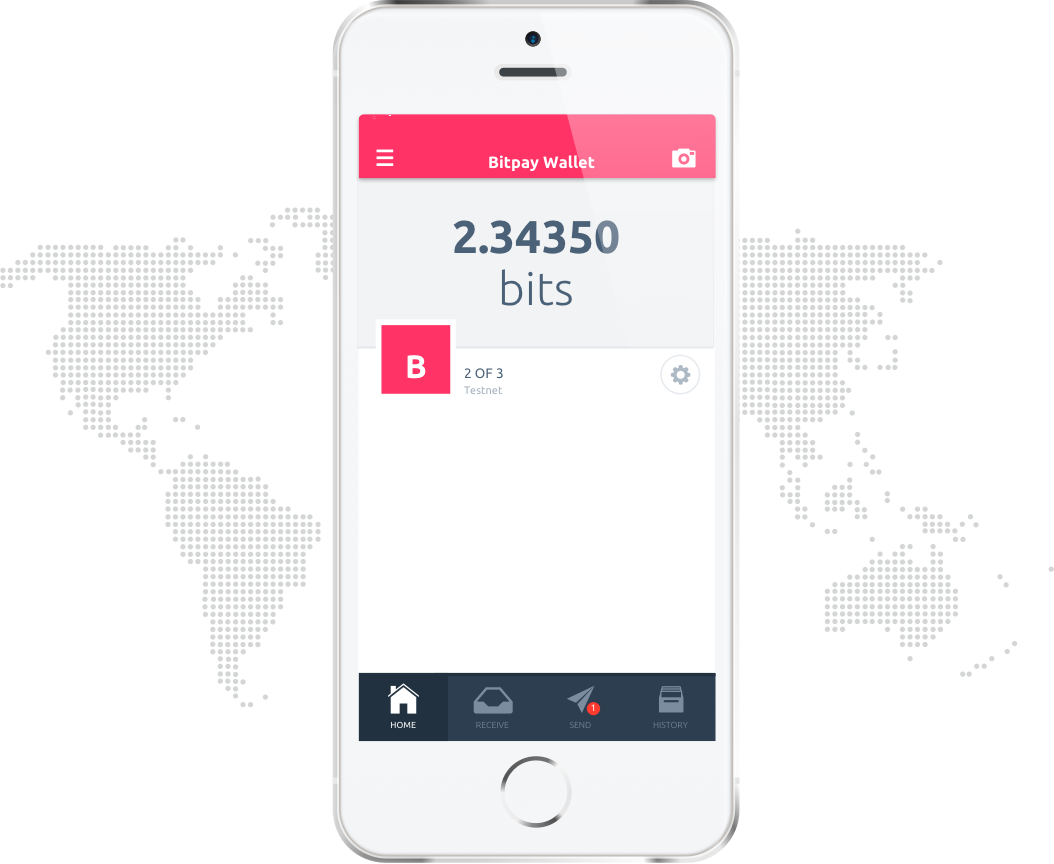 Bitpay Wallet
2.34350
bits
B
2 OF 3
Testnet
1
HOME
RECEIVE
SEND
HISTORY